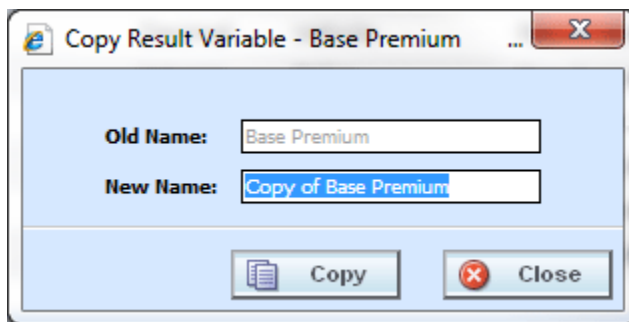 Copy Result Variable - Base Premium ...
Old Name: Base Premium
New Name: Copy of Base Premium
Copy Close